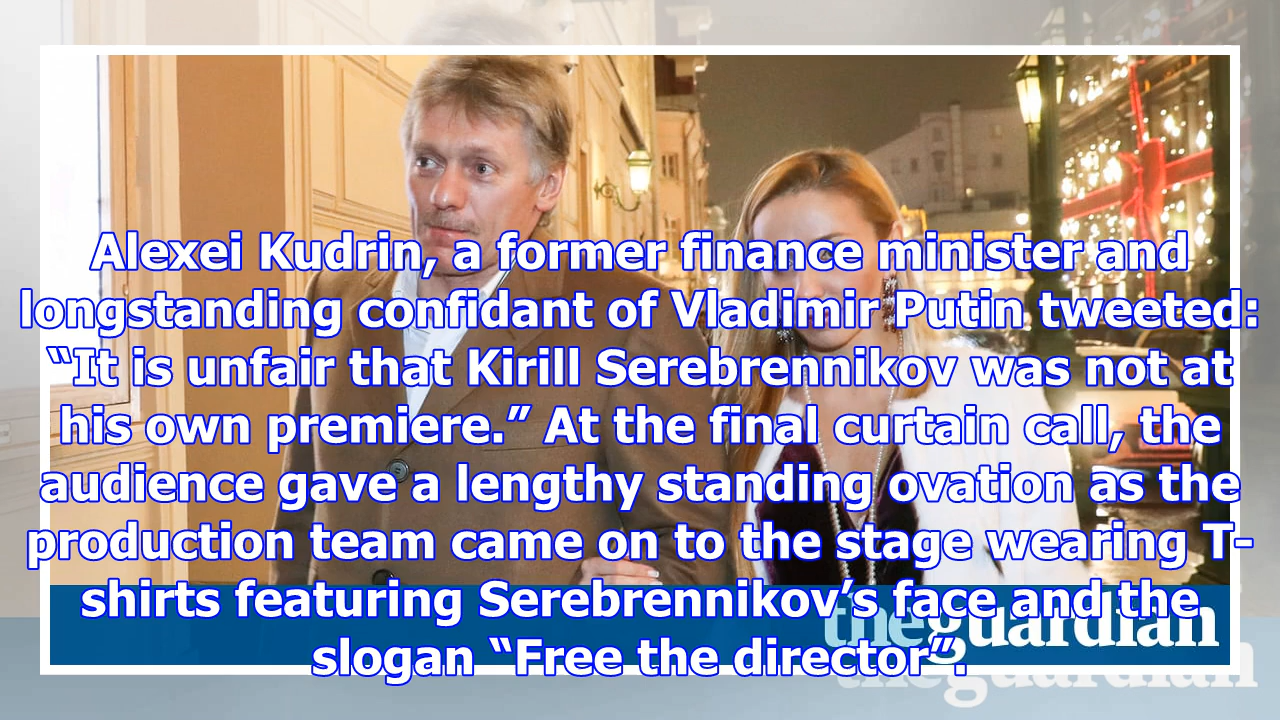 Alexei Kudrin, a former finance minister and
longstanding confidant of Vladimir Putin tweeted:
“It is unfair that Kirill Serebrennikov was not at
his own premiere.” At the final curtain call, the
audience gave a lengthy standing ovation as the
production team came on to the stage wearing T-
shirts featuring Serebrennikov’s face and the
slogan “Free the director”.
theguardian
theguardian